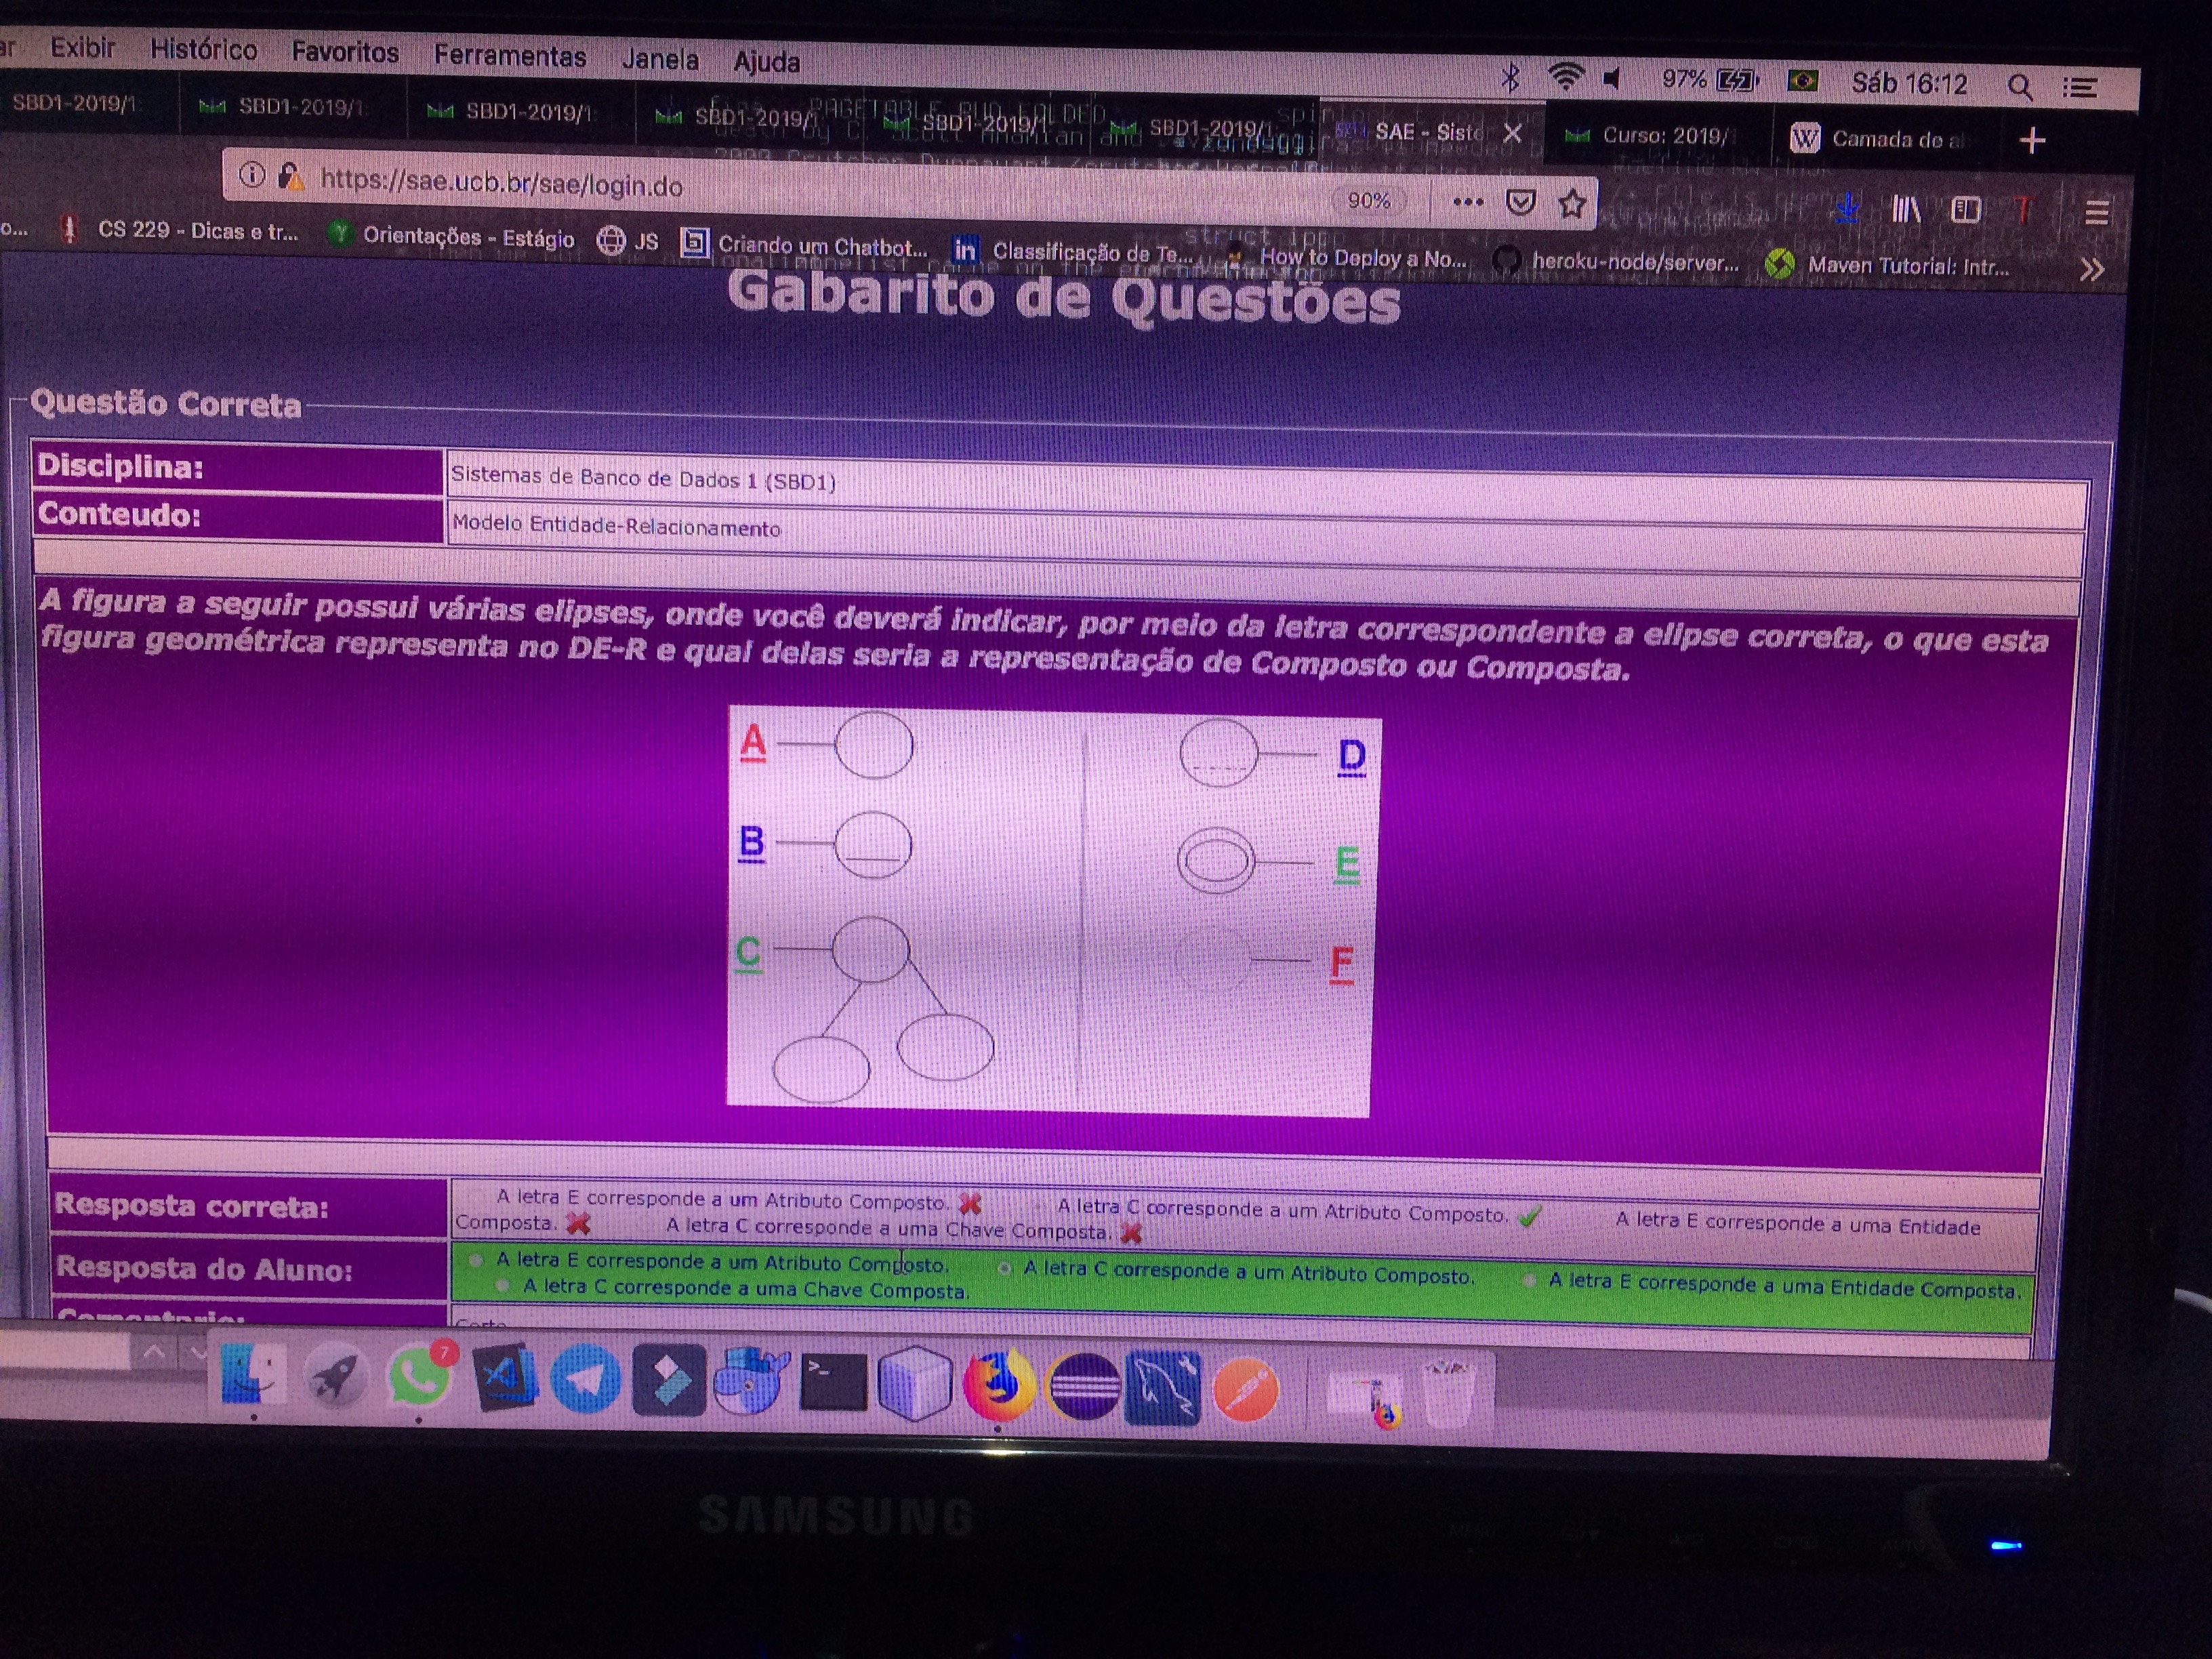 Exibir Histórico Favoritos Ferramentas Janela Ajuda 97% Sáb 16:12
SBD1-2019/1 SBD1-2019/1 SBD1-2019/1 SBD1-2019/1 SBD1-2019/1 SBD1-2019/1 SAE - Siste Curso: 2019/ Camada de a
https://sae.ucb.br/sae/login.do 90%
o... CS 229 - Dicas e tr... Orientações - Estágio JS Criando um Chatbot... Classificação de Te... How to Deploy a No... heroku-node/server... Maven Tutorial: Intr...
Gabarito de Questões
Questão Correta
Disciplina: Sistemas de Banco de Dados 1 (SBD1)
Conteudo: Modelo Entidade-Relacionamento
A figura a seguir possui várias elipses, onde você deverá indicar, por meio da letra correspondente a elipse correta, o que esta
figura geométrica representa no DE-R e qual delas seria a representação de Composto ou Composta.
A D
B E
C F
Resposta correta: A letra E corresponde a um Atributo Composto. A letra C corresponde a um Atributo Composto. A letra E corresponde a uma Entidade
Composta. A letra C corresponde a uma Chave Composta.
Resposta do Aluno: A letra E corresponde a um Atributo Composto. A letra C corresponde a um Atributo Composto. A letra E corresponde a uma Entidade Composta.
A letra C corresponde a uma Chave Composta.
7
SAMSUNG